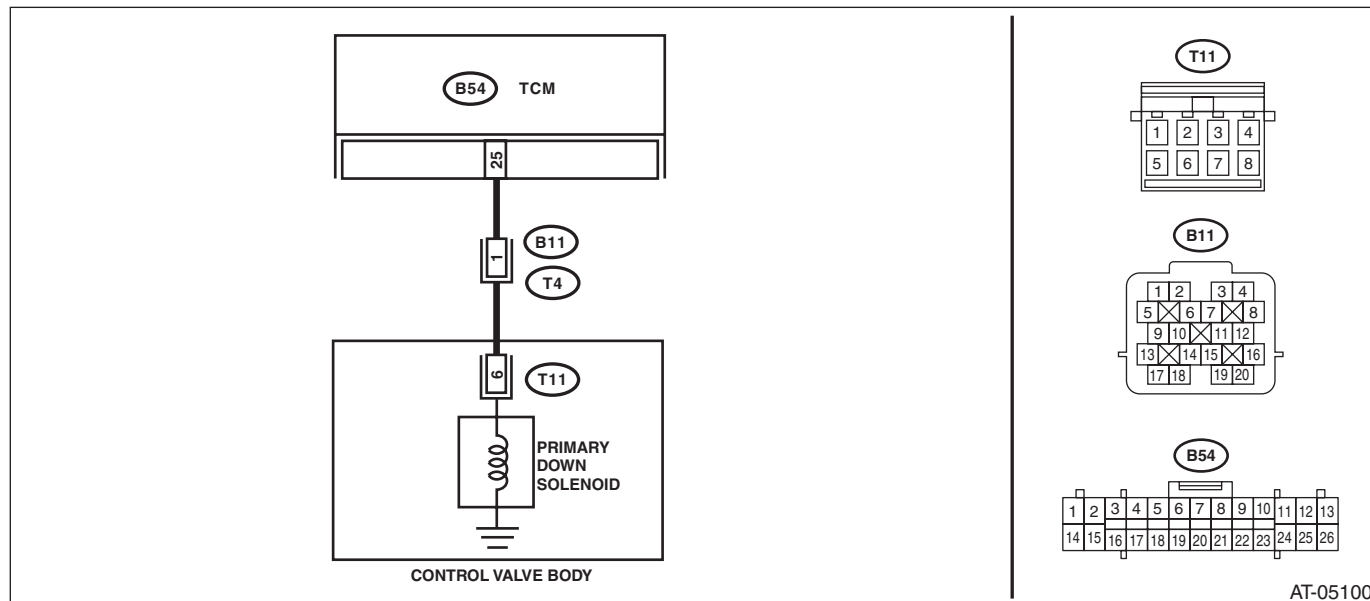 B54 TCM
25
1
B11
T4
6
T11
PRIMARY
DOWN
SOLENOID
CONTROL VALVE BODY
T11
1 2 3 4
5 6 7 8
B11
1 2 3 4
5 6 7 8
9 10 11 12
13 14 15 16
17 18 19 20
B54
1 2 3 4 5 6 7 8 9 10 11 12 13
14 15 16 17 18 19 20 21 22 23 24 25 26
AT-05100